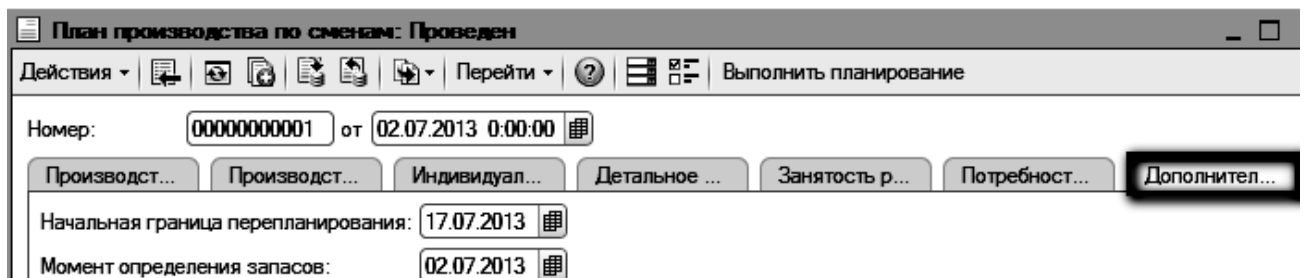 План производства по сменам: Проведен
Действия Перейти Выполнить планирование
Номер: 00000000001 от 02.07.2013 0:00:00
Производст... Производст... Индивидуал... Детальное ... Занятость р... Потребност... Дополнител...
Начальная граница перепланирования: 17.07.2013
Момент определения запасов: 02.07.2013